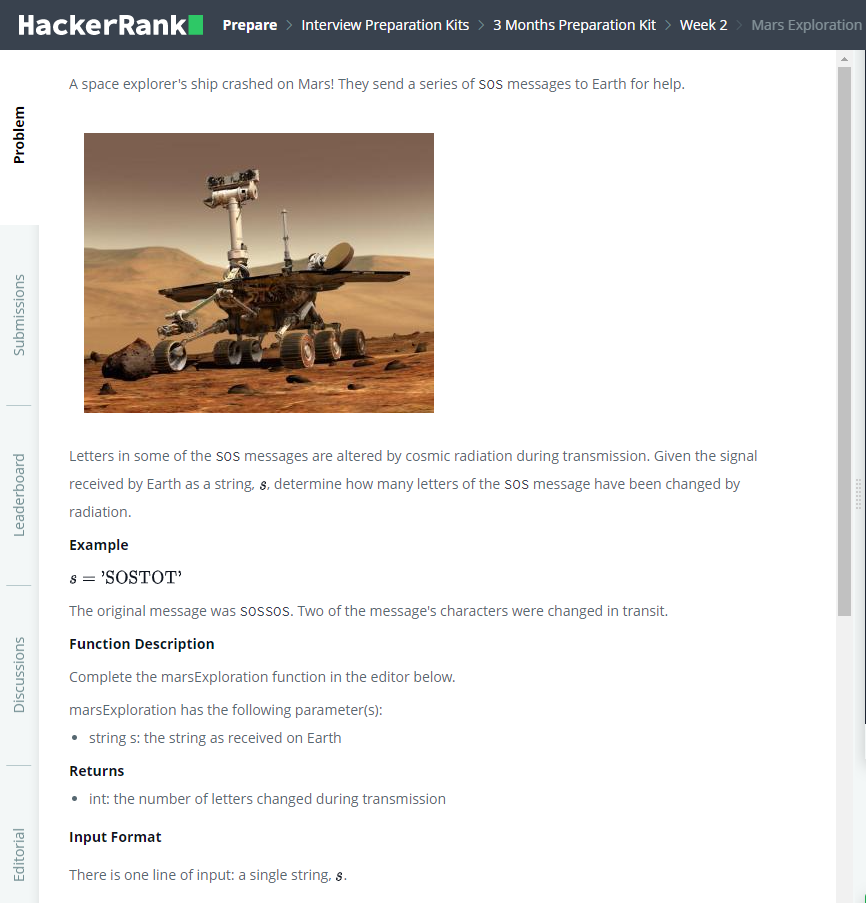 HackerRank Prepare > Interview Preparation Kits > 3 Months Preparation Kit > Week 2 > Mars Exploration
Problem
Submissions
Leaderboard
Discussions
Editorial
A space explorer's ship crashed on Mars! They send a series of SOS messages to Earth for help.
Letters in some of the SOS messages are altered by cosmic radiation during transmission. Given the signal
received by Earth as a string, s, determine how many letters of the SOS message have been changed by
radiation.
Example
s = 'SOSTOT'
The original message was SOSSOS. Two of the message's characters were changed in transit.
Function Description
Complete the marsExploration function in the editor below.
marsExploration has the following parameter(s):
• string s: the string as received on Earth
Returns
• int: the number of letters changed during transmission
Input Format
There is one line of input: a single string, s.